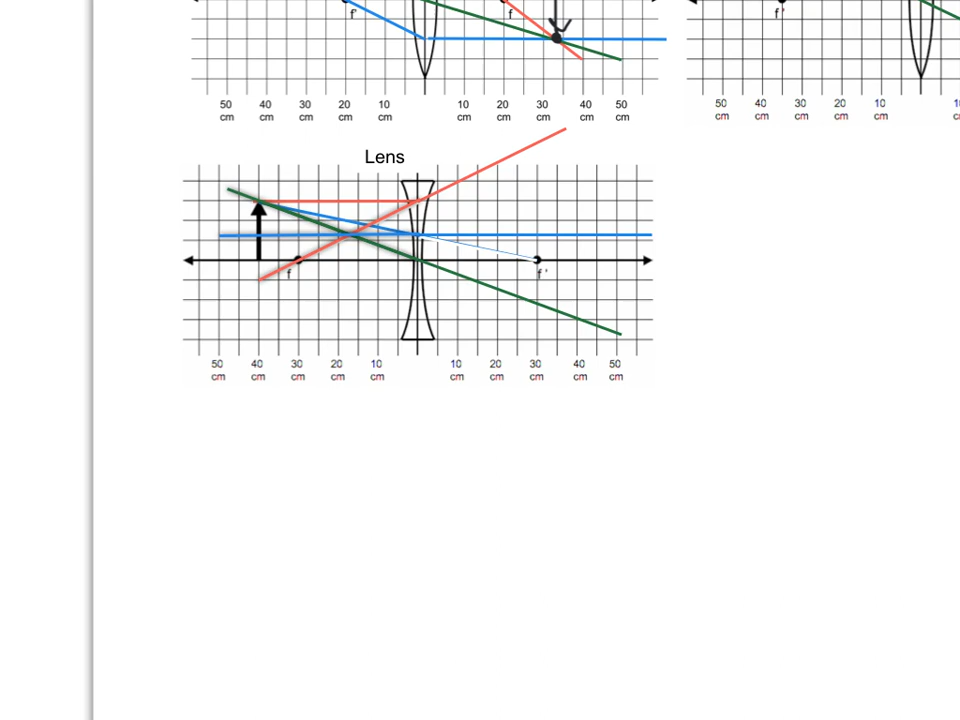 f' f f'
50 40 30 20 10 10 20 30 40 50 50 40 30 20 10
cm cm cm cm cm cm cm cm cm cm cm cm cm cm cm
Lens
f f'
50 40 30 20 10 10 20 30 40 50
cm cm cm cm cm cm cm cm cm cm